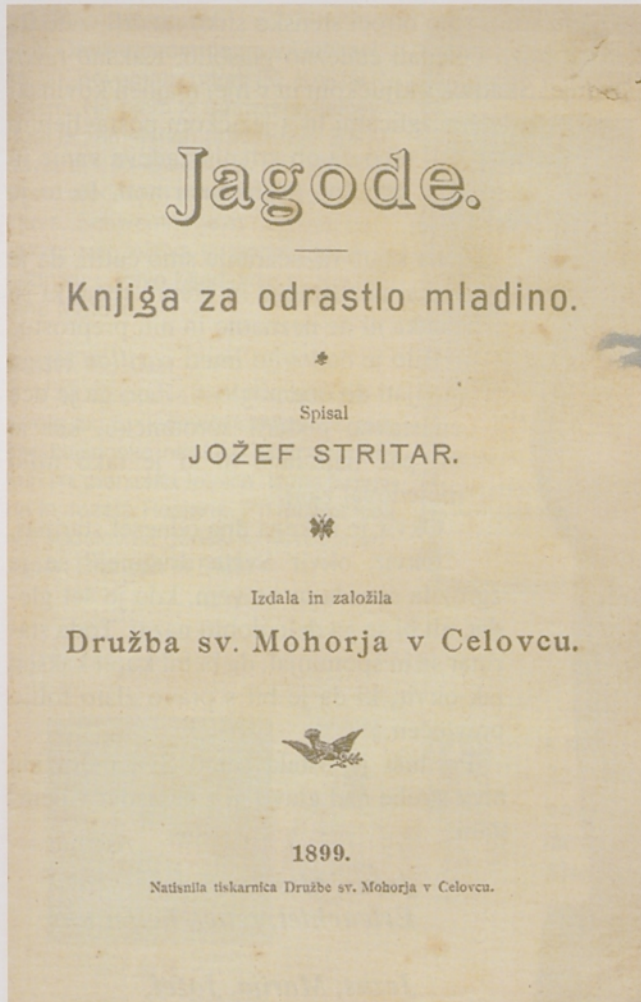 Jagode.
Knjiga za odrastlo mladino.
Spisal
JOŽEF STRITAR.
Izdala in založila
Družba sv. Mohorja v Celovcu.
1899.
Natisnila tiskarnica Družbe sv. Mohorja v Celovcu.